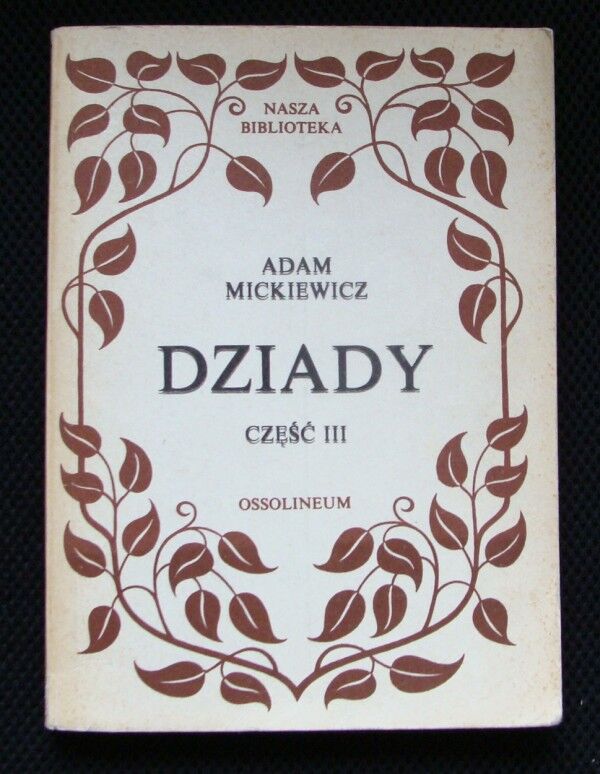 NASZA
BIBLIOTEKA
ADAM
MICKIEWICZ
DZIADY
CZĘŚĆ III
OSSOLINEUM